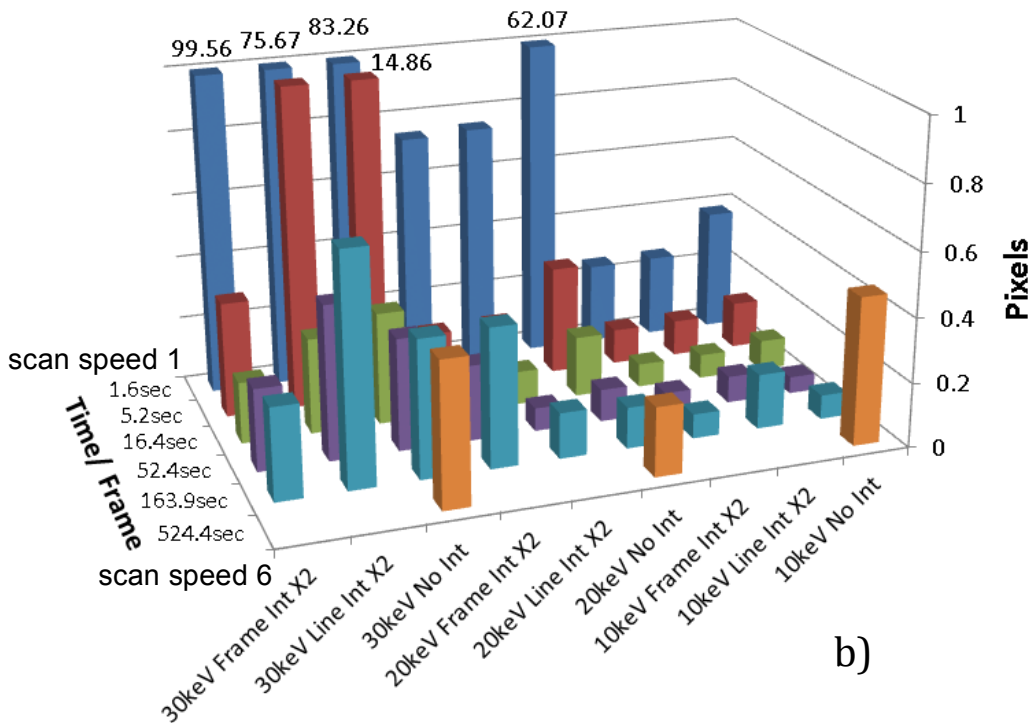 99.56
75.67
83.26
14.86
62.07
1
0.8
0.6
0.4
0.2
0
Pixels
scan speed 1
1.6sec
5.2sec
16.4sec
52.4sec
163.9sec
524.4sec
Time/ Frame
scan speed 6
30keV Frame Int X2
30keV Line Int X2
30keV No Int
20keV Frame Int X2
20keV Line Int X2
20keV No Int
10keV Frame Int X2
10keV Line Int X2
10keV No Int
b)